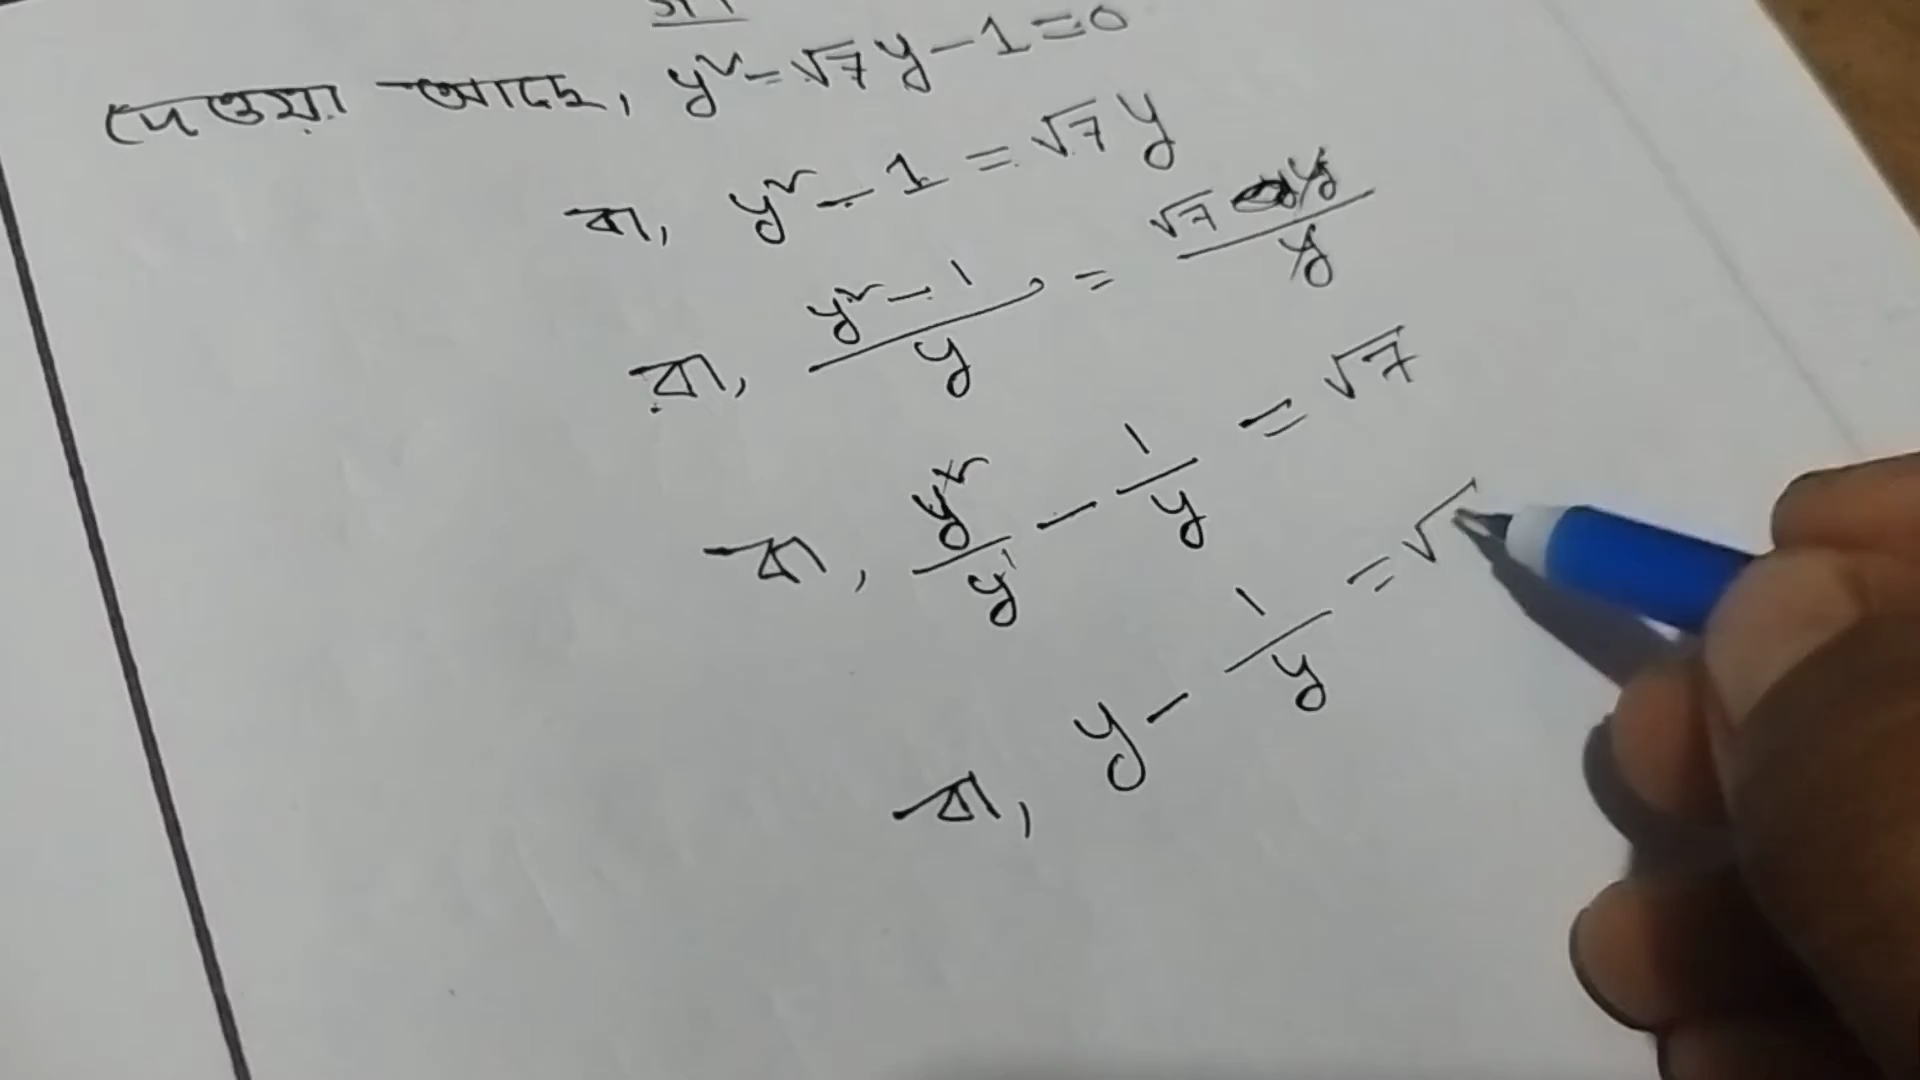 দেওয়া আছে, y² - √7 y - 1 = 0
বা, y² - 1 = √7 y
বা, (y² - 1)/y = √7 y/y
বা, y²/y - 1/y = √7
বা, y - 1/y = √